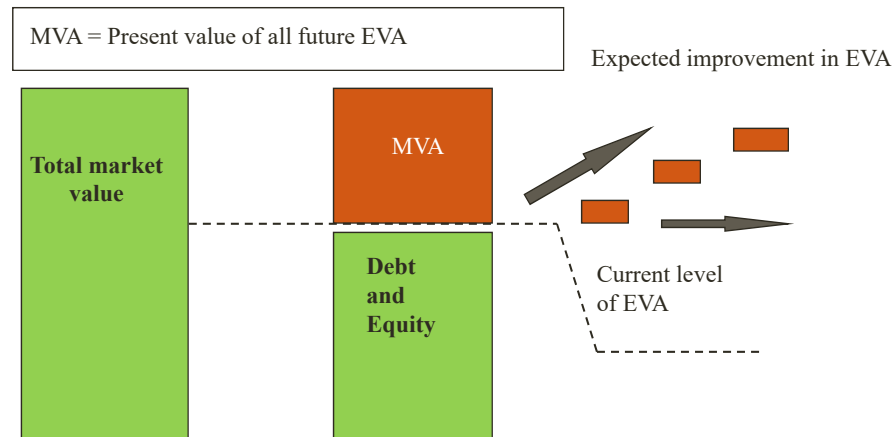 MVA = Present value of all future EVA
Expected improvement in EVA
Total market
value
MVA
Debt
and
Equity
Current level
of EVA